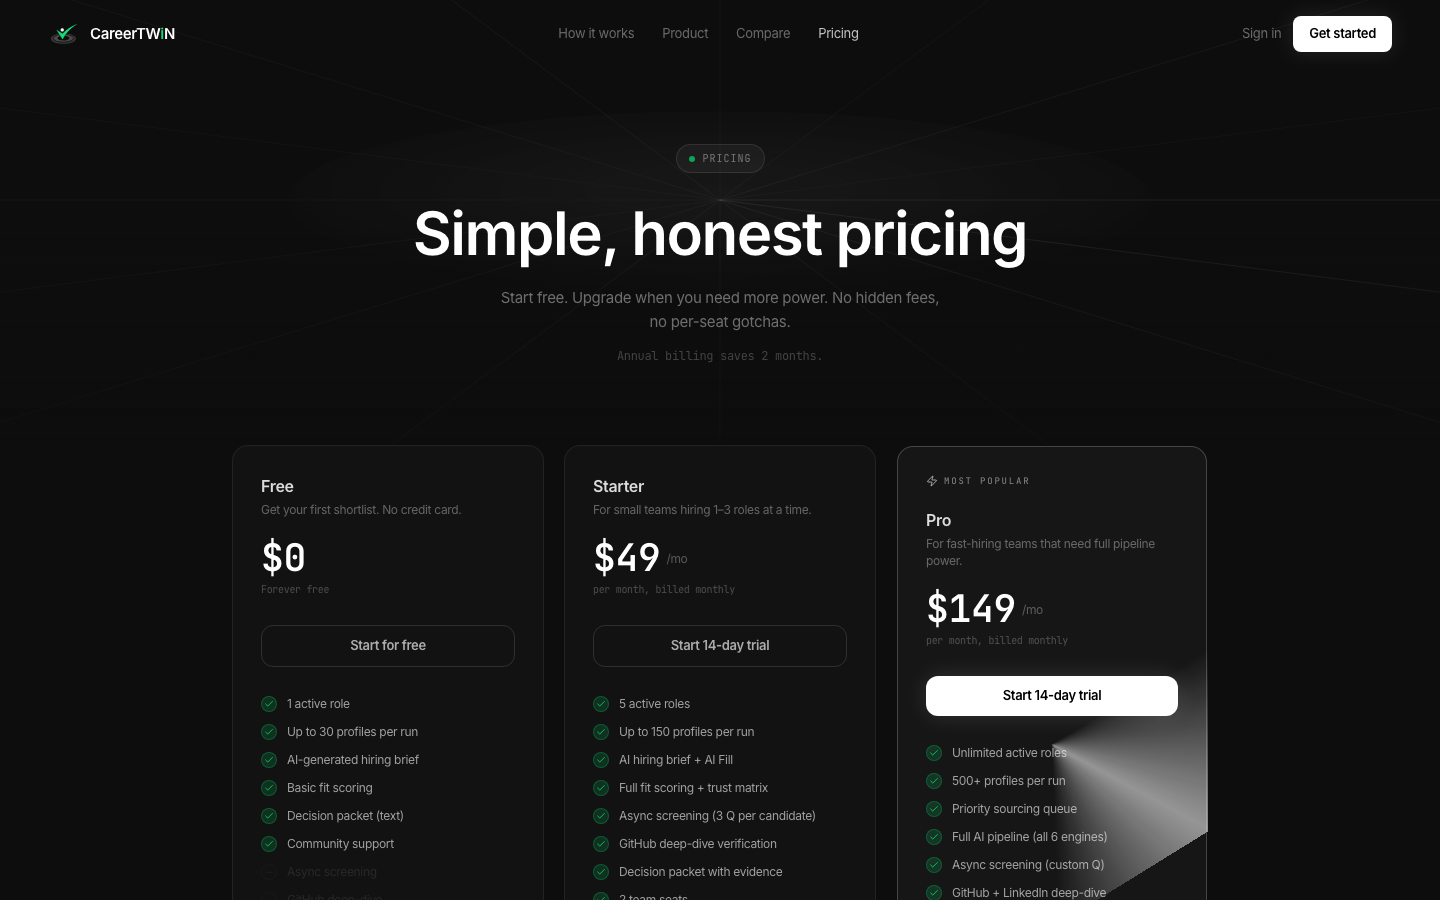 CareerTWiN
How it works
Product
Compare
Pricing
Sign in
Get started
PRICING
Simple, honest pricing
Start free. Upgrade when you need more power. No hidden fees,
no per-seat gotchas.
Annual billing saves 2 months.
Free
Get your first shortlist. No credit card.
$0
Forever free
Start for free
1 active role
Up to 30 profiles per run
AI-generated hiring brief
Basic fit scoring
Decision packet (text)
Community support
Async screening
GitHub deep-dive
Starter
For small teams hiring 1–3 roles at a time.
$49 /mo
per month, billed monthly
Start 14-day trial
5 active roles
Up to 150 profiles per run
AI hiring brief + AI Fill
Full fit scoring + trust matrix
Async screening (3 Q per candidate)
GitHub deep-dive verification
Decision packet with evidence
2 team seats
MOST POPULAR
Pro
For fast-hiring teams that need full pipeline
power.
$149 /mo
per month, billed monthly
Start 14-day trial
Unlimited active roles
500+ profiles per run
Priority sourcing queue
Full AI pipeline (all 6 engines)
Async screening (custom Q)
GitHub + LinkedIn deep-dive